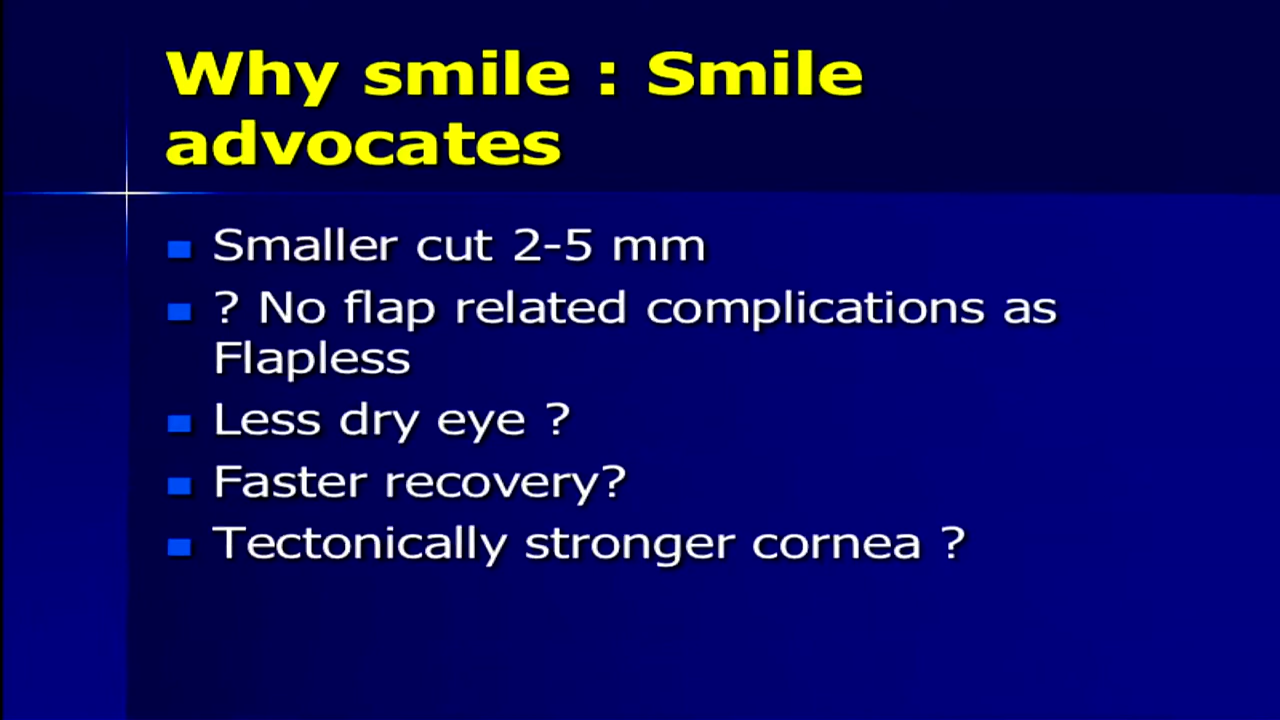 Why smile : Smile
advocates
Smaller cut 2-5 mm
? No flap related complications as
Flapless
Less dry eye ?
Faster recovery?
Tectonically stronger cornea ?